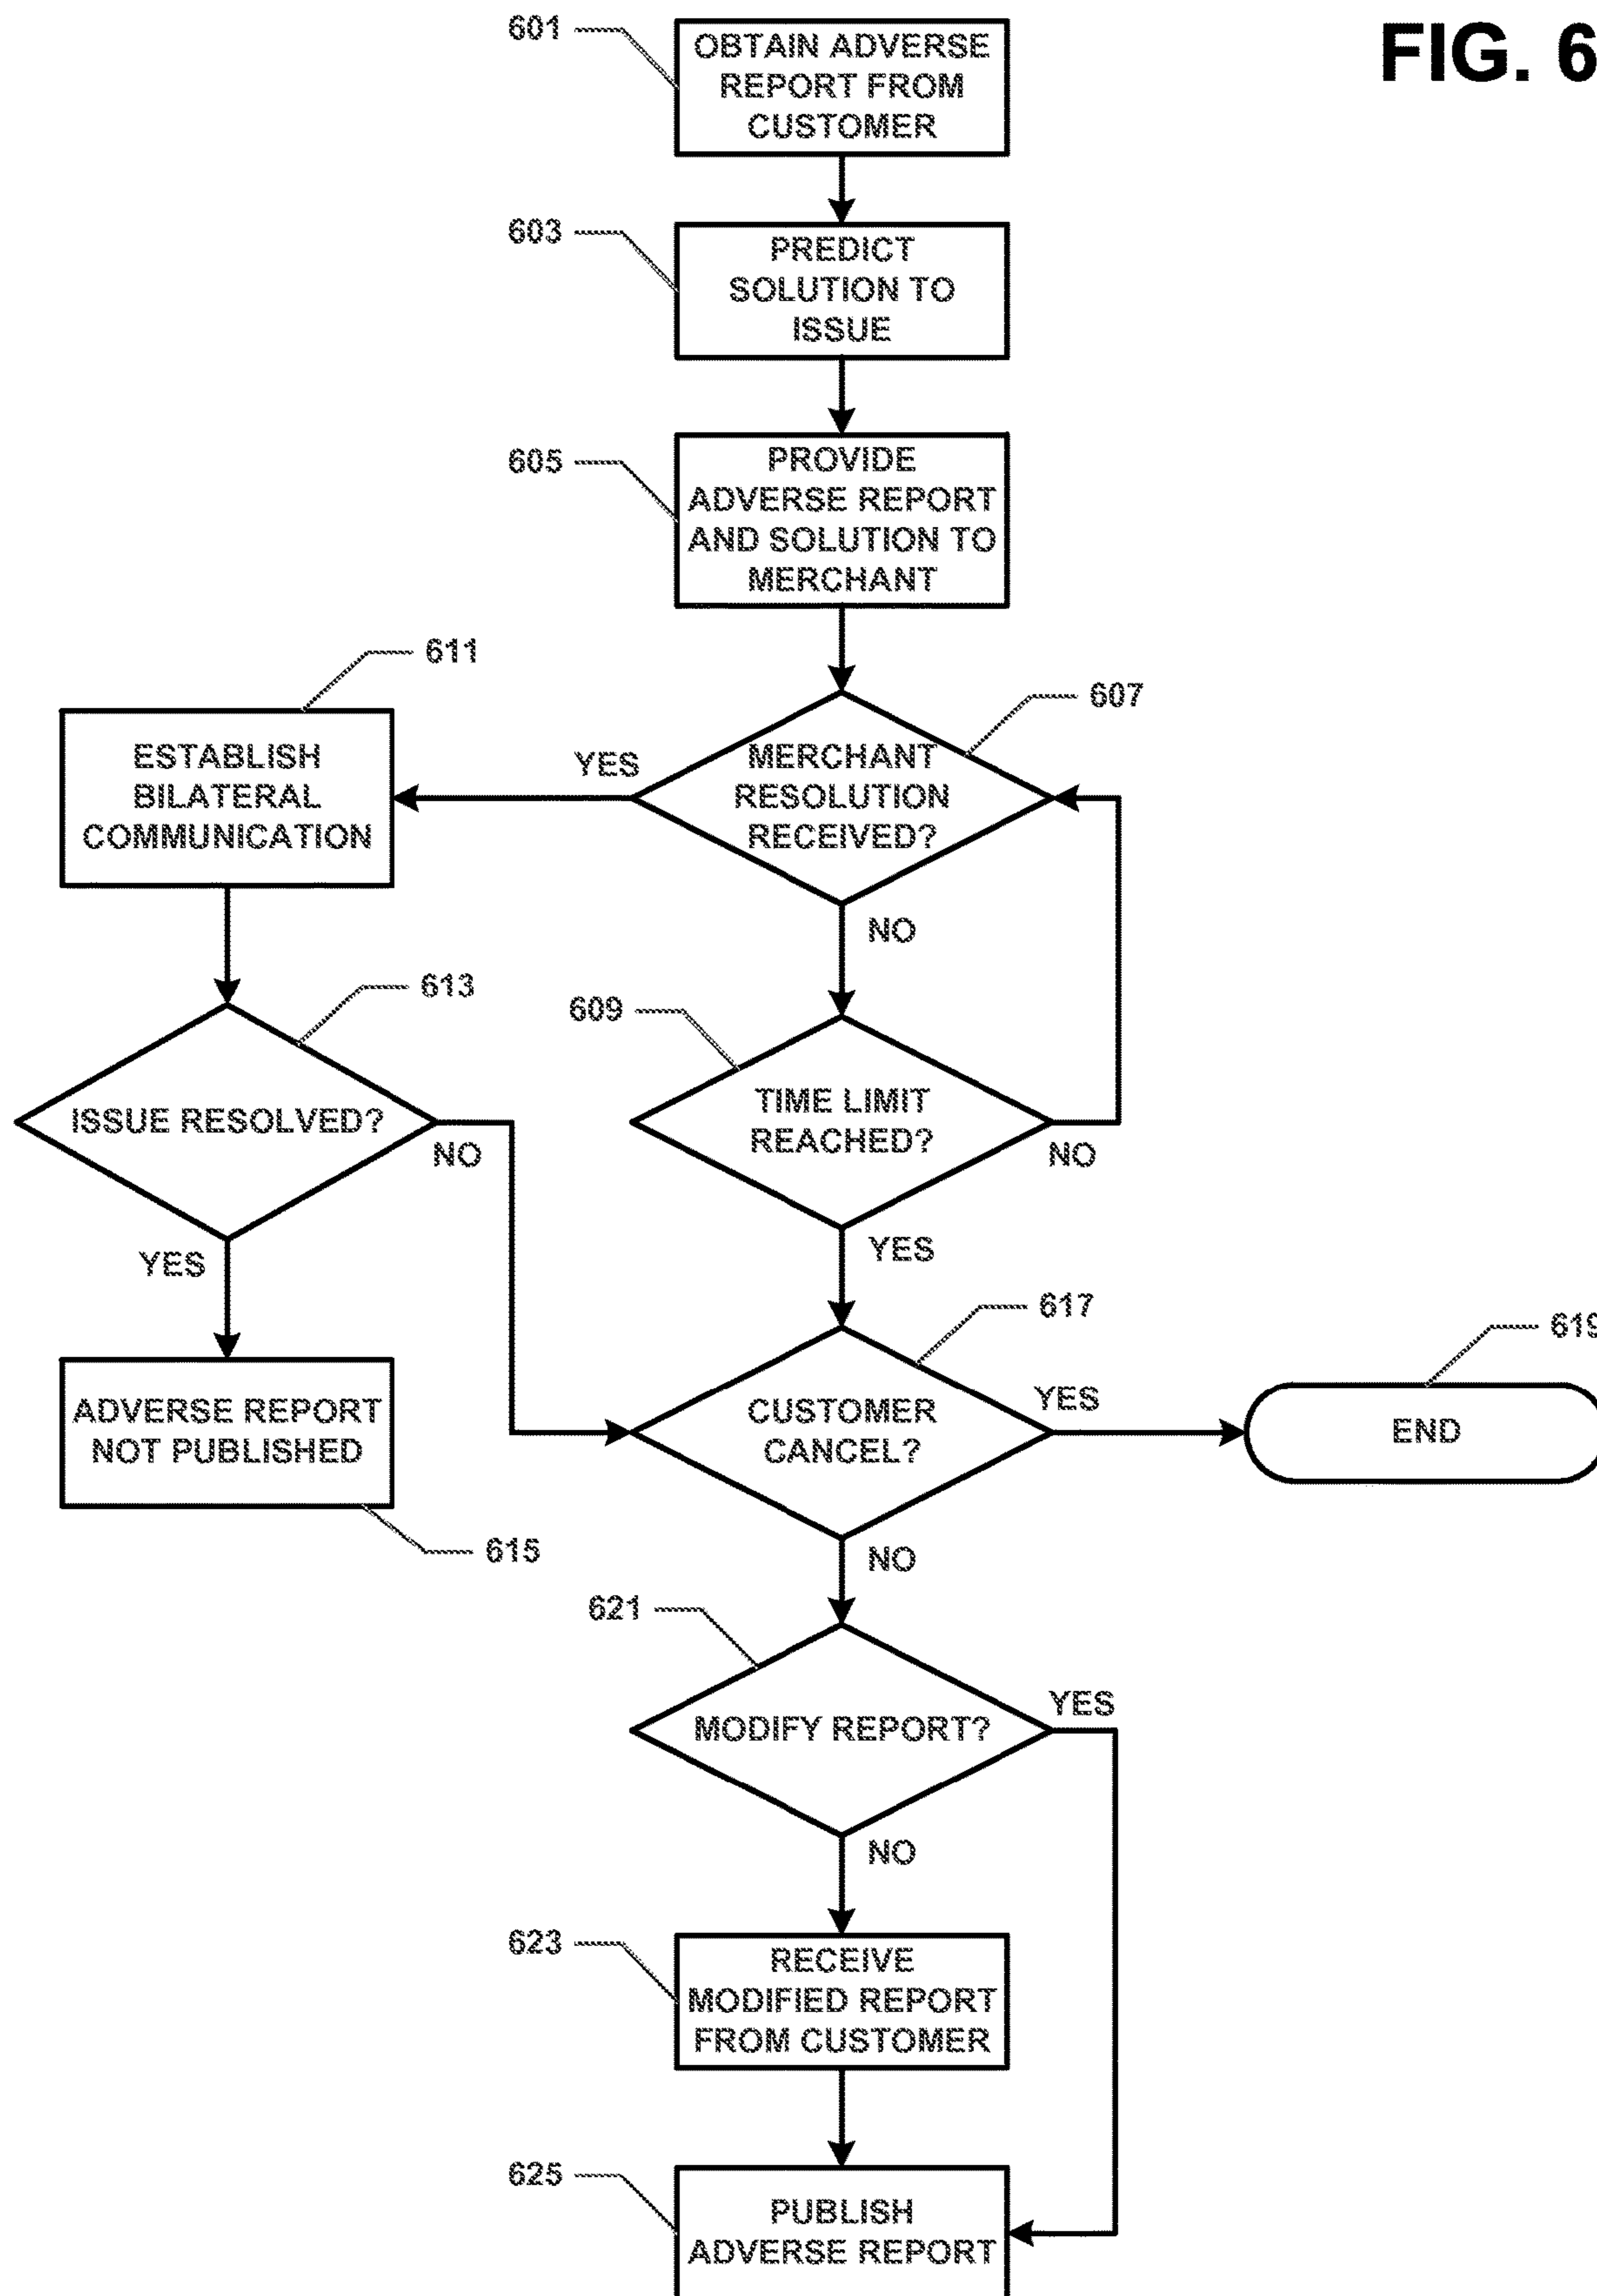 FIG. 6
601
OBTAIN ADVERSE
REPORT FROM
CUSTOMER
603
PREDICT
SOLUTION TO
ISSUE
605
PROVIDE
ADVERSE REPORT
AND SOLUTION TO
MERCHANT
611
607
ESTABLISH
BILATERAL
COMMUNICATION
YES
MERCHANT
RESOLUTION
RECEIVED?
NO
613
609
ISSUE RESOLVED?
NO
TIME LIMIT
REACHED?
NO
YES
YES
617
619
ADVERSE REPORT
NOT PUBLISHED
CUSTOMER
CANCEL?
YES
END
615
NO
621
MODIFY REPORT?
YES
NO
623
RECEIVE
MODIFIED REPORT
FROM CUSTOMER
625
PUBLISH
ADVERSE REPORT